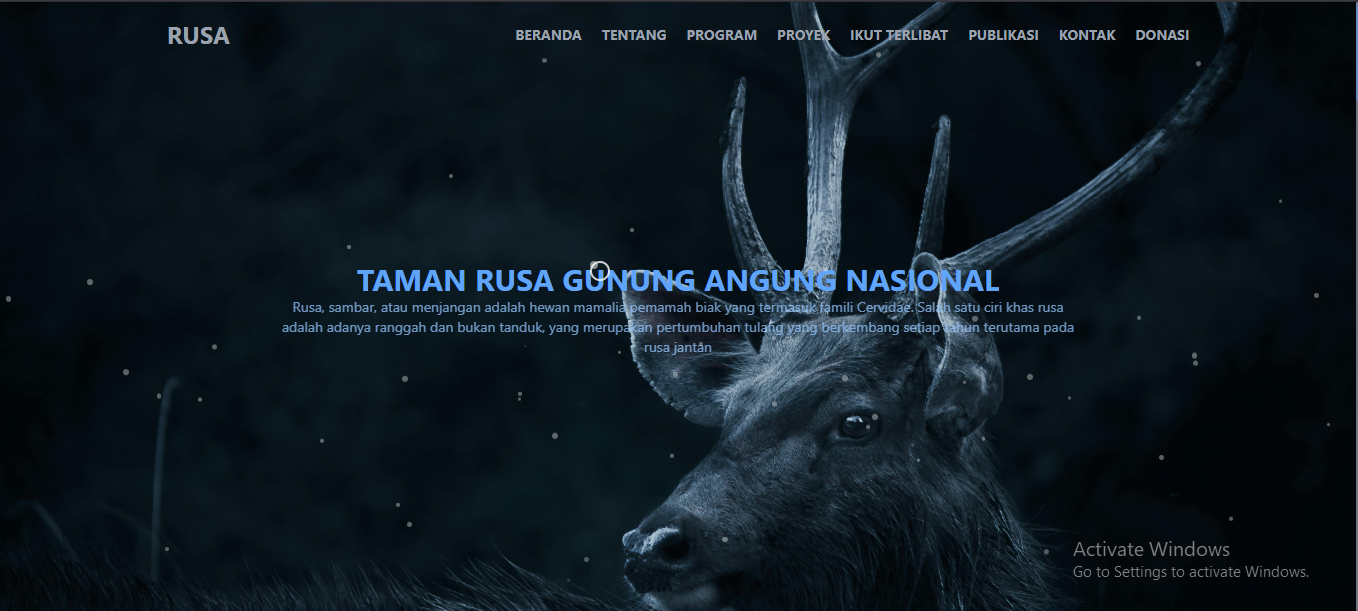 RUSA
BERANDA TENTANG PROGRAM PROYEK IKUT TERLIBAT PUBLIKASI KONTAK DONASI
TAMAN RUSA GUNUNG ANGUNG NASIONAL
Rusa, sambar, atau menjangan adalah hewan mamalia pemamah biak yang termasuk famili Cervidae. Salah satu ciri khas rusa
adalah adanya ranggah dan bukan tanduk, yang merupakan pertumbuhan tulang yang berkembang setiap tahun terutama pada
rusa jantan
Activate Windows
Go to Settings to activate Windows.